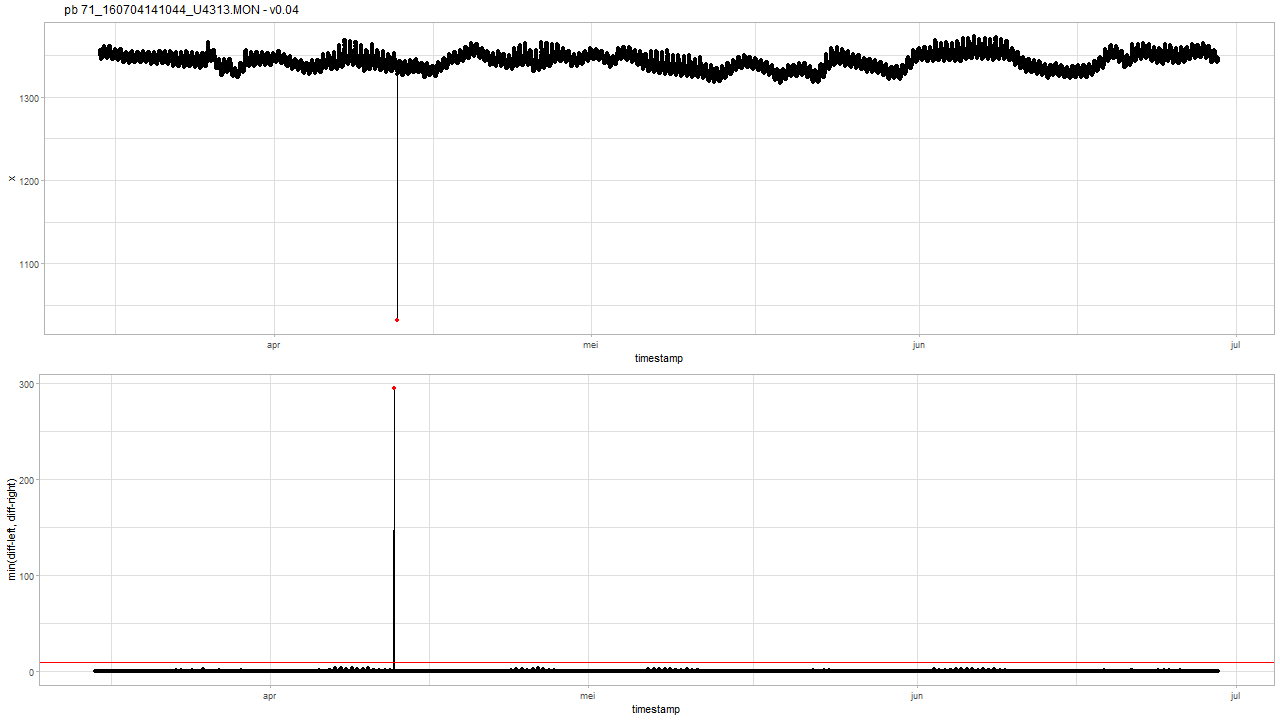 pb 71_160704141044_U4313.MON - v0.04
1300
1200
1100
x
apr
mei
jun
jul
timestamp
300
200
100
0
min(diff-left, diff-right)
apr
mei
jun
jul
timestamp